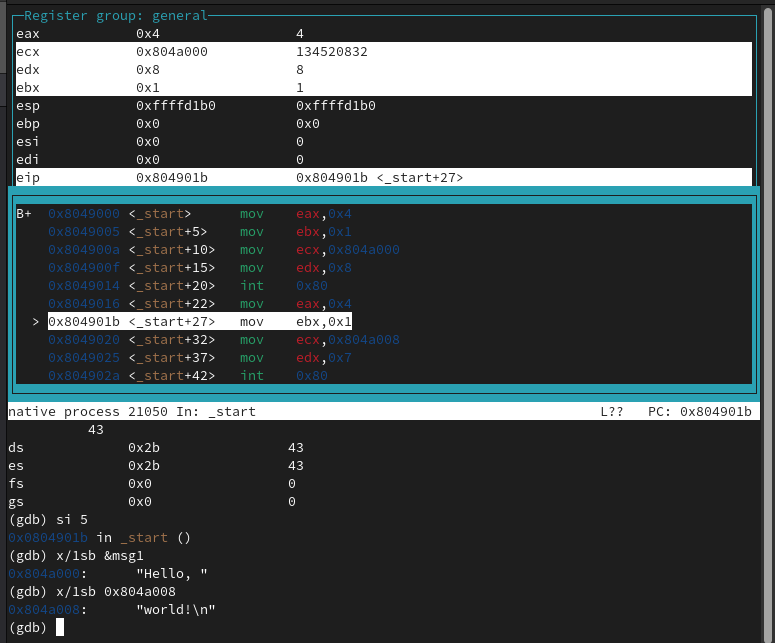 Register group: general
eax 0x4 4
ecx 0x804a000 134520832
edx 0x8 8
ebx 0x1 1
esp 0xffffd1b0 0xffffd1b0
ebp 0x0 0x0
esi 0x0 0
edi 0x0 0
eip 0x804901b 0x804901b <_start+27>
B+ 0x8049000 <_start> mov eax,0x4
0x8049005 <_start+5> mov ebx,0x1
0x804900a <_start+10> mov ecx,0x804a000
0x804900f <_start+15> mov edx,0x8
0x8049014 <_start+20> int 0x80
0x8049016 <_start+22> mov eax,0x4
> 0x804901b <_start+27> mov ebx,0x1
0x8049020 <_start+32> mov ecx,0x804a008
0x8049025 <_start+37> mov edx,0x7
0x804902a <_start+42> int 0x80
native process 21050 In: _start L?? PC: 0x804901b
43
ds 0x2b 43
es 0x2b 43
fs 0x0 0
gs 0x0 0
(gdb) si 5
0x0804901b in _start ()
(gdb) x/1sb &msg1
0x804a000: "Hello, "
(gdb) x/1sb 0x804a008
0x804a008: "world!\n"
(gdb)